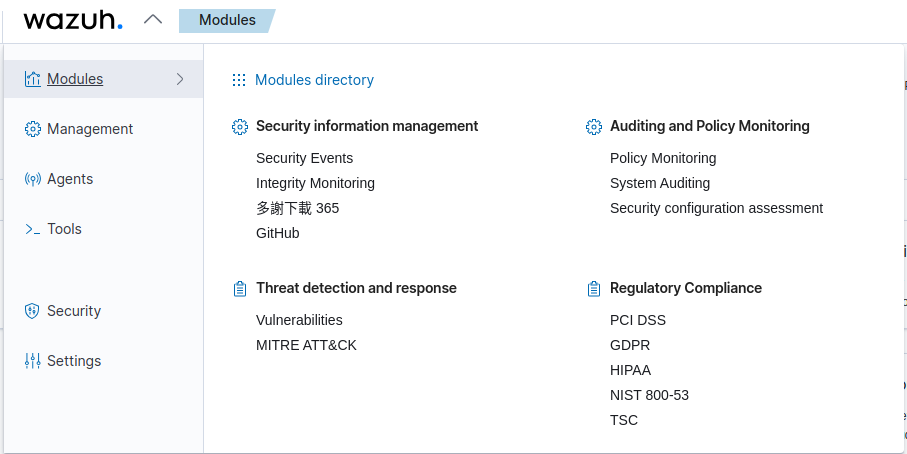 wazuh. Modules
Modules
Management
Agents
Tools
Security
Settings
Modules directory
Security information management
Security Events
Integrity Monitoring
多謝下載 365
GitHub
Auditing and Policy Monitoring
Policy Monitoring
System Auditing
Security configuration assessment
Threat detection and response
Vulnerabilities
MITRE ATT&CK
Regulatory Compliance
PCI DSS
GDPR
HIPAA
NIST 800-53
TSC